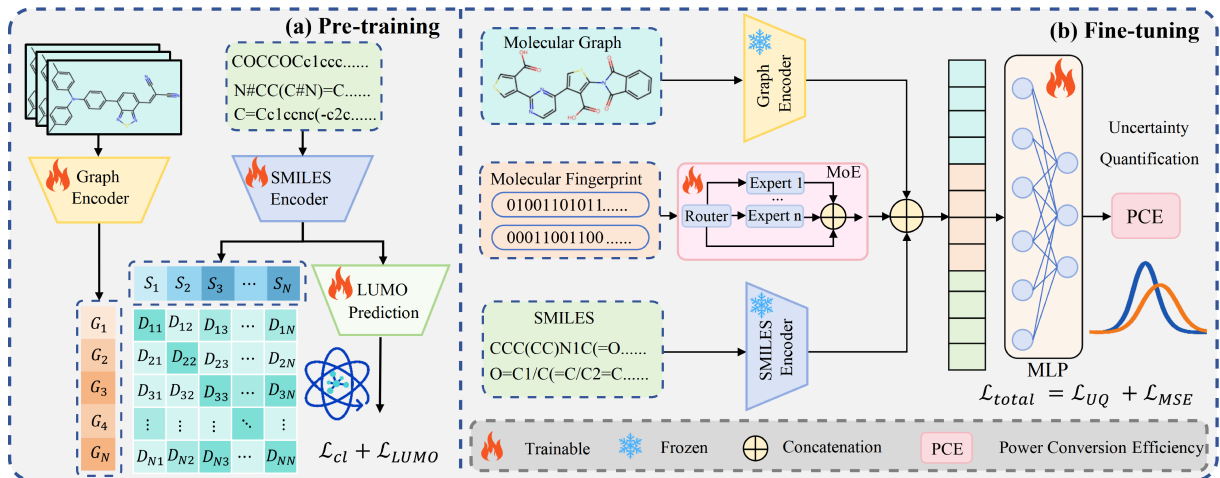 (a) Pre-training
COCCOCc1ccc......
N#CC(C#N)=C......
C=Cc1ccnc(-c2c......
Graph
Encoder
SMILES
Encoder
S1 S2 S3 ... SN
LUMO
Prediction
G1
G2
G3
G4
GN
D11 D12 D13 ... D1N
D21 D22 D23 ... D2N
D31 D32 D33 ... D3N
⋮ ⋮ ⋮ ⋱ ⋮
DN1 DN2 DN3 ... DNN
ℒcl + ℒLUMO
(b) Fine-tuning
Molecular Graph
Graph
Encoder
Molecular Fingerprint
01001101011......
00011001100......
MoE
Router
Expert 1
...
Expert n
SMILES
CCC(CC)N1C(=O......
O=C1/C(=C/C2=C......
SMILES
Encoder
MLP
Uncertainty
Quantification
PCE
ℒtotal = ℒUQ + ℒMSE
Trainable
Frozen
Concatenation
PCE
Power Conversion Efficiency